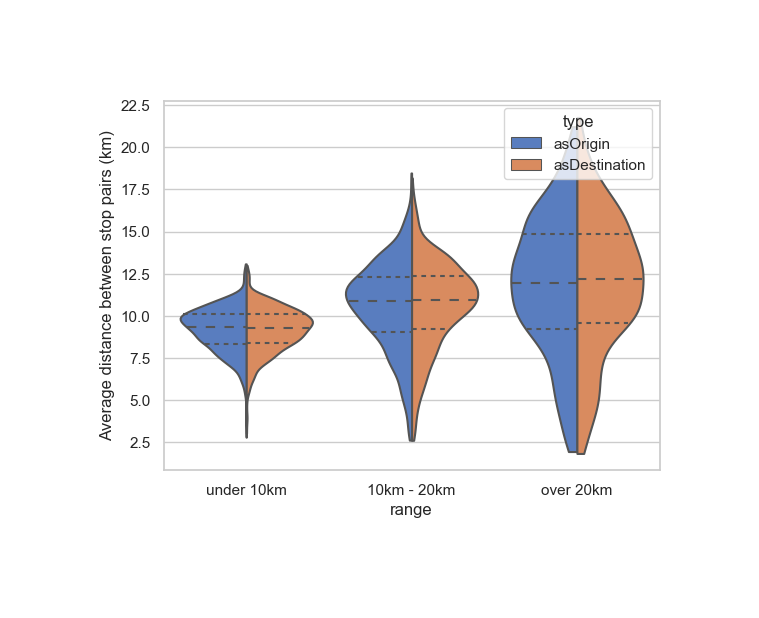 22.5
20.0
17.5
15.0
12.5
10.0
7.5
5.0
2.5
Average distance between stop pairs (km)
type
asOrigin
asDestination
under 10km
10km - 20km
over 20km
range